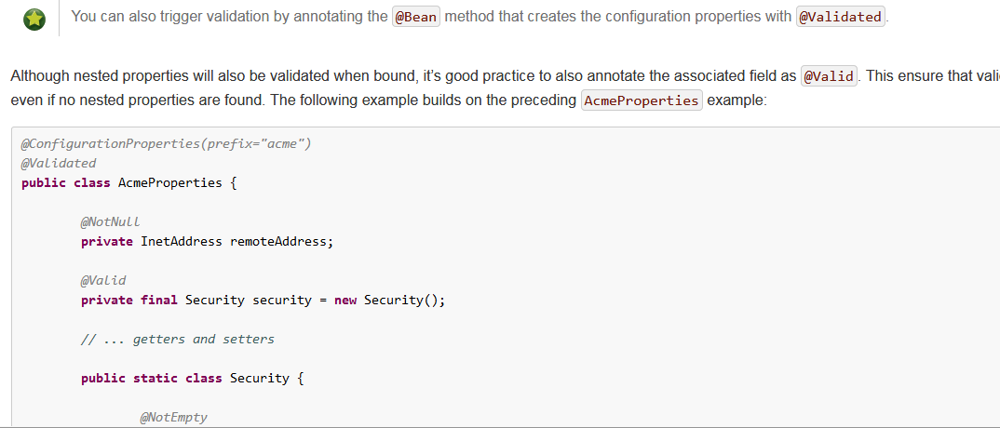 You can also trigger validation by annotating the @Bean method that creates the configuration properties with @Validated.
Although nested properties will also be validated when bound, it’s good practice to also annotate the associated field as @Valid. This ensure that vali
even if no nested properties are found. The following example builds on the preceding AcmeProperties example:
@ConfigurationProperties(prefix="acme")
@Validated
public class AcmeProperties {
@NotNull
private InetAddress remoteAddress;
@Valid
private final Security security = new Security();
// ... getters and setters
public static class Security {
@NotEmpty